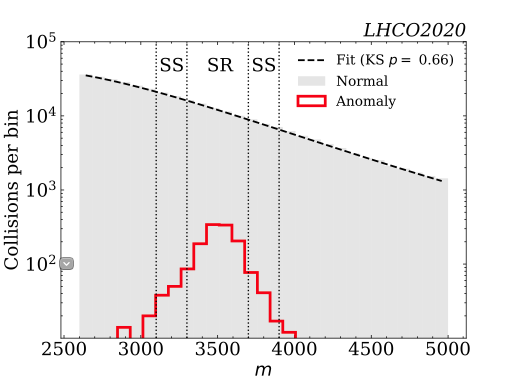 LHCO2020
10^5
10^4
10^3
10^2
Collisions per bin
SS
SR
SS
Fit (KS p = 0.66)
Normal
Anomaly
2500 3000 3500 4000 4500 5000
m